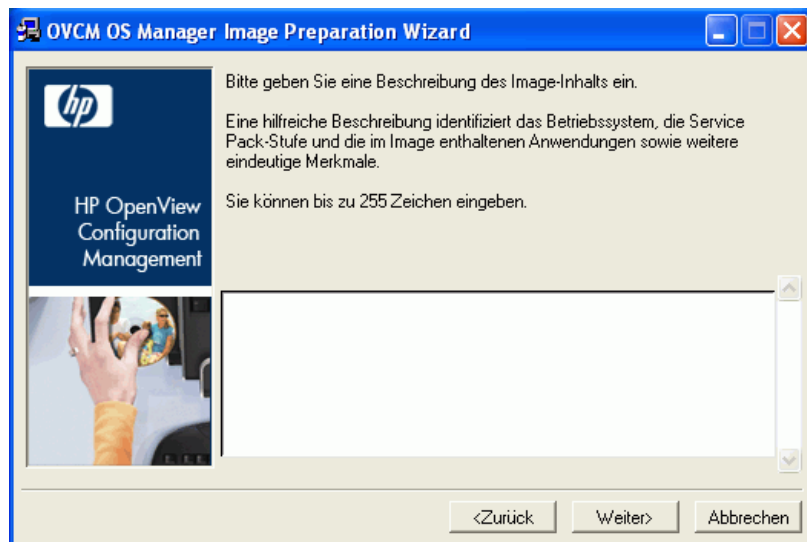 OVCM OS Manager Image Preparation Wizard
hp
HP OpenView
Configuration
Management
Bitte geben Sie eine Beschreibung des Image-Inhalts ein.
Eine hilfreiche Beschreibung identifiziert das Betriebssystem, die Service
Pack-Stufe und die im Image enthaltenen Anwendungen sowie weitere
eindeutige Merkmale.
Sie können bis zu 255 Zeichen eingeben.
<Zurück
Weiter>
Abbrechen